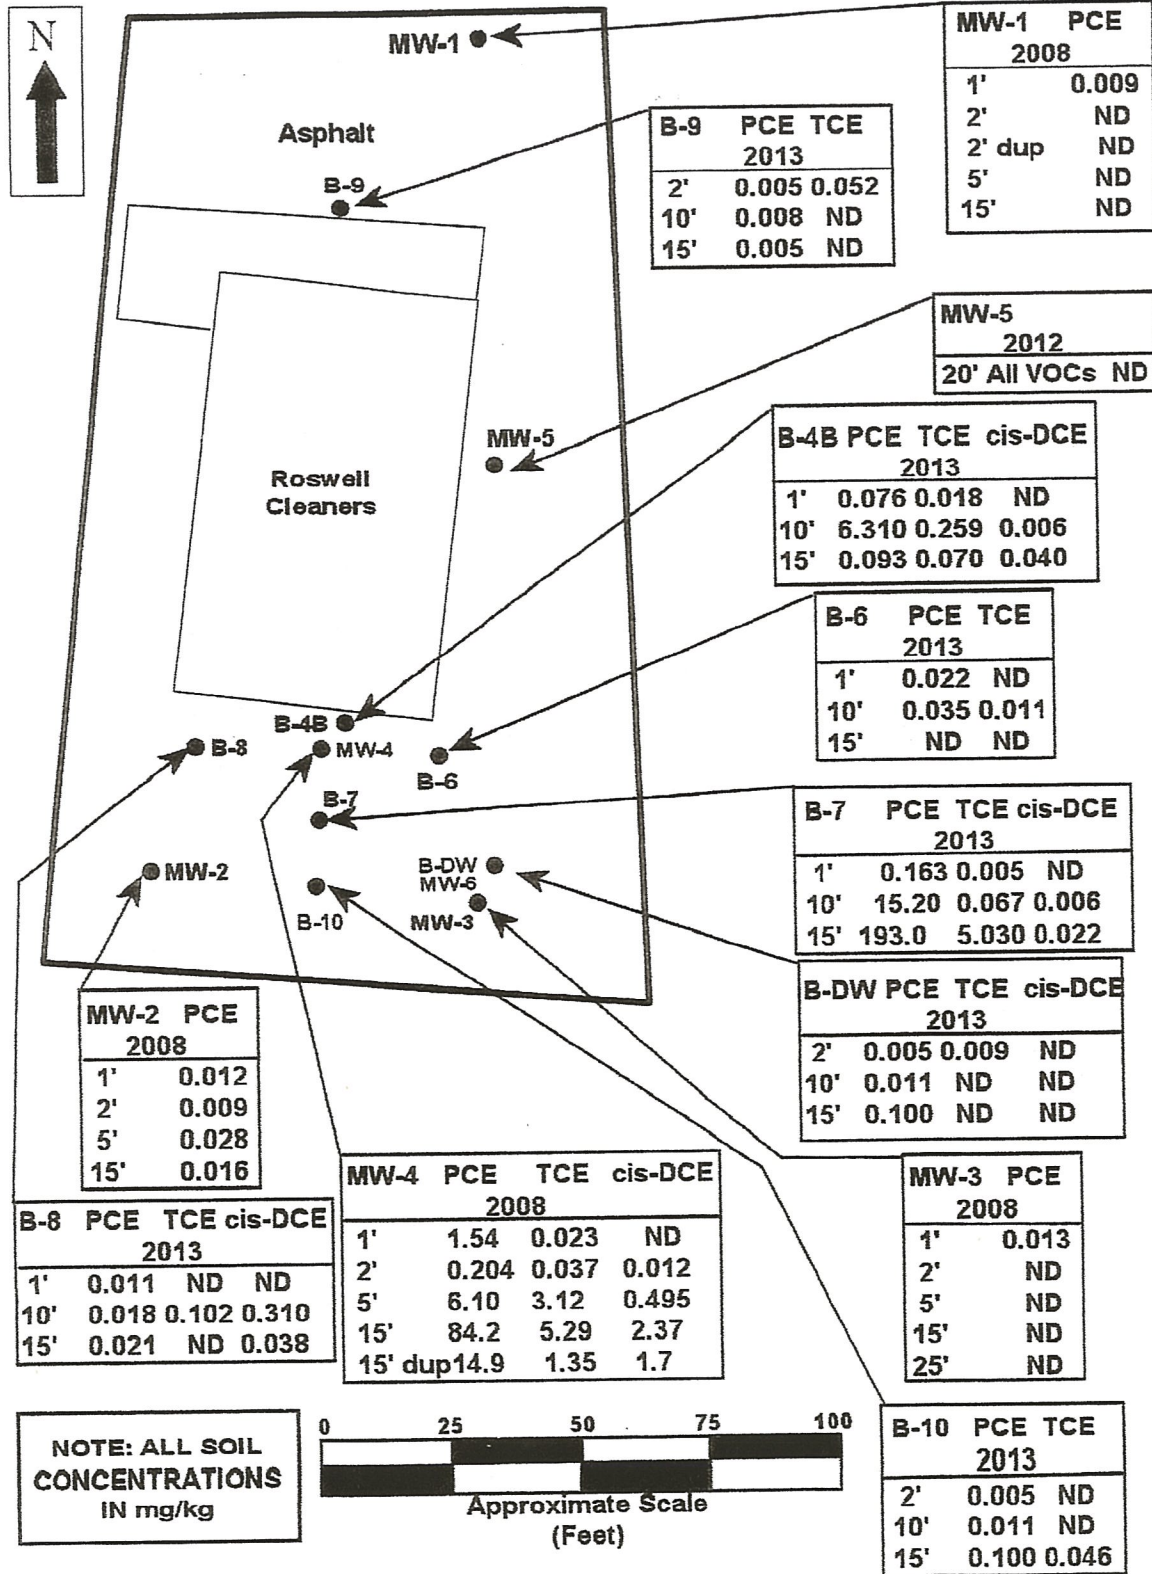 N
MW-1
Asphalt
B-9
MW-5
Roswell
Cleaners
B-4B
MW-4
B-8
B-6
B-7
MW-2
B-DW
MW-6
B-10
MW-3
MW-1 PCE
2008
1' 0.009
2' ND
2' dup ND
5' ND
15' ND
B-9 PCE TCE
2013
2' 0.005 0.052
10' 0.008 ND
15' 0.005 ND
MW-5
2012
20' All VOCs ND
B-4B PCE TCE cis-DCE
2013
1' 0.076 0.018 ND
10' 6.310 0.259 0.006
15' 0.093 0.070 0.040
B-6 PCE TCE
2013
1' 0.022 ND
10' 0.035 0.011
15' ND ND
B-7 PCE TCE cis-DCE
2013
1' 0.163 0.005 ND
10' 15.20 0.067 0.006
15' 193.0 5.030 0.022
B-DW PCE TCE cis-DCE
2013
2' 0.005 0.009 ND
10' 0.011 ND ND
15' 0.100 ND ND
MW-2 PCE
2008
1' 0.012
2' 0.009
5' 0.028
15' 0.016
B-8 PCE TCE cis-DCE
2013
1' 0.011 ND ND
10' 0.018 0.102 0.310
15' 0.021 ND 0.038
MW-4 PCE TCE cis-DCE
2008
1' 1.54 0.023 ND
2' 0.204 0.037 0.012
5' 6.10 3.12 0.495
15' 84.2 5.29 2.37
15' dup 14.9 1.35 1.7
MW-3 PCE
2008
1' 0.013
2' ND
5' ND
15' ND
25' ND
B-10 PCE TCE
2013
2' 0.005 ND
10' 0.011 ND
15' 0.100 0.046
NOTE: ALL SOIL
CONCENTRATIONS
IN mg/kg
0 25 50 75 100
Approximate Scale
(Feet)